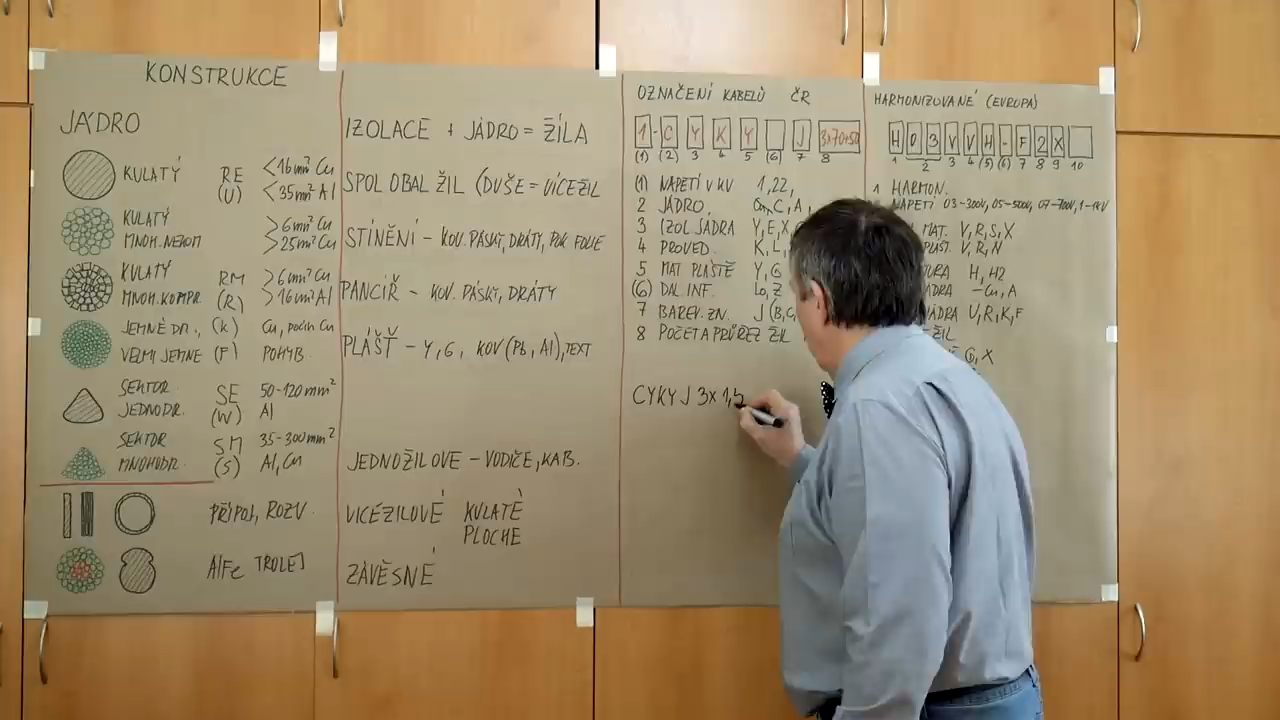 KONSTRUKCE
JÁDRO
KULATÝ RE <16mm² Cu
(U) <35mm² Al
KULATÝ >6mm² Cu
MNOH. NEKOM >25mm² Cu
KULATÝ RM >6mm² Cu
MNOH. KOMPR. (R) >16mm² Al
JEMNĚ DR., (K) Cu, pocín Cu
VELMI JEMNĚ (F) POHYB.
SEKTOR SE 50-120mm²
JEDNODR. (W) Al
SEKTOR SM 35-300mm²
MNOHODR. (S) Al, Cu
PŘÍPOJ, ROZV.
AlFe TROLEJ
IZOLACE + JÁDRO = ŽÍLA
SPOL OBAL ŽIL (DUŠE = VÍCEŽIL
STÍNĚNÍ - KOV. PÁSKY, DRÁTY, POK FOLIE
PANCÍŘ - KOV. PÁSKY, DRÁTY
PLÁŠŤ - Y, G, KOV (Pb, Al), TEXT
JEDNOŽILOVÉ - VODIČE, KAB.
VÍCEŽILOVÉ KULATÉ
PLOCHÉ
ZÁVĚSNÉ
OZNAČENÍ KABELŮ ČR
1 - C Y K Y J 3x70+50
(1) (2) 3 4 5 (6) 7 8
(1) NAPĚTÍ V KV 1,22,
2 JÁDRO, C, A
3 IZOL JÁDRA Y, E, X
4 PROVED. K, L,
5 MAT PLÁŠTĚ Y, G
(6) DAL. INF. Lo, Z
7 BAREV. ZN. J (B, C,
8 POČET A PRŮŘEZ ŽIL
CYKY J 3x1,5
HARMONIZOVANÉ (EVROPA)
H 0 3 V V H - F 2 X
1 2 3 4 (5) (6) 7 8 9 10
1 HARMON.
NAPĚTÍ 03-300V, 05-500V, 07-700V, 1-1KV
MAT. V, R, S, X
PLÁŠT. V, R, N
H, H2
-Cu, A
V, R, K, F
ŽIL
G, X